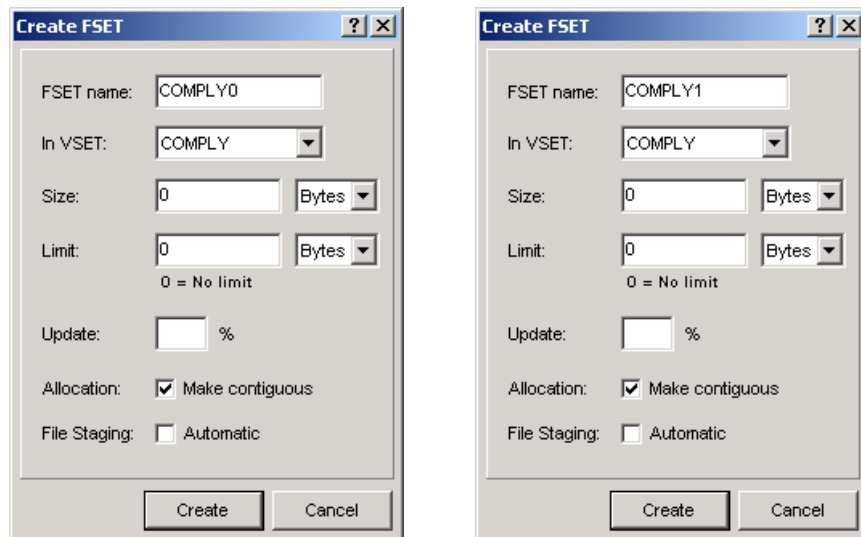 Create FSET
FSET name: COMPLY0
In VSET: COMPLY
Size: 0 Bytes
Limit: 0 Bytes
0 = No limit
Update: %
Allocation: Make contiguous
File Staging: Automatic
Create Cancel
Create FSET
FSET name: COMPLY1
In VSET: COMPLY
Size: 0 Bytes
Limit: 0 Bytes
0 = No limit
Update: %
Allocation: Make contiguous
File Staging: Automatic
Create Cancel